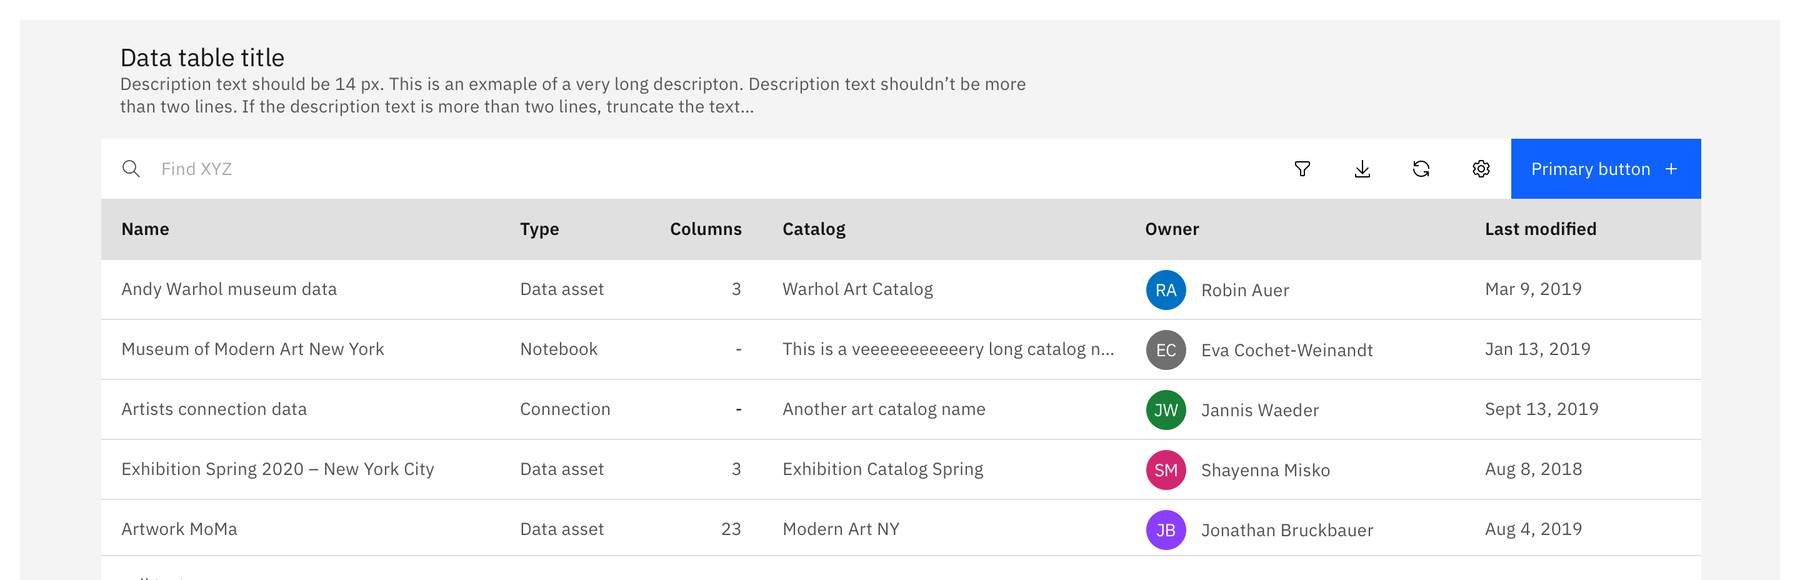 Data table title
Description text should be 14 px. This is an exmaple of a very long descripton. Description text shouldn’t be more
than two lines. If the description text is more than two lines, truncate the text...
Find XYZ Primary button +
Name Type Columns Catalog Owner Last modified
Andy Warhol museum data Data asset 3 Warhol Art Catalog RA Robin Auer Mar 9, 2019
Museum of Modern Art New York Notebook - This is a veeeeeeeeeeery long catalog n... EC Eva Cochet-Weinandt Jan 13, 2019
Artists connection data Connection - Another art catalog name JW Jannis Waeder Sept 13, 2019
Exhibition Spring 2020 – New York City Data asset 3 Exhibition Catalog Spring SM Shayenna Misko Aug 8, 2018
Artwork MoMa Data asset 23 Modern Art NY JB Jonathan Bruckbauer Aug 4, 2019